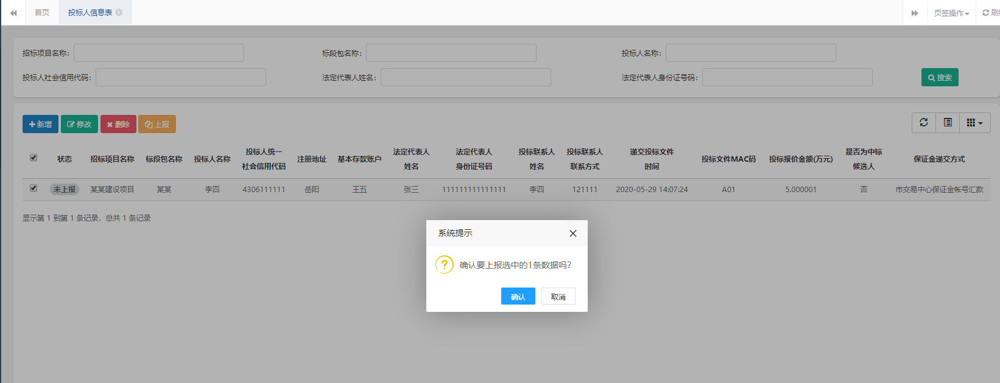 首页 投标人信息表 页签操作
招标项目名称： 标段包名称： 投标人名称：
投标人社会信用代码： 法定代表人姓名： 法定代表人身份证号码： 搜索
新增 修改 删除 上报
状态 招标项目名称 标段包名称 投标人名称 投标人统一社会信用代码 注册地址 基本存款账户 法定代表人姓名 法定代表人身份证号码 投标联系人姓名 投标联系人联系方式 递交投标文件时间 投标文件MAC码 投标报价金额(万元) 是否为中标候选人 保证金递交方式
未上报 某某建设项目 某某 李四 4306111111 岳阳 王五 张三 111111111111111 李四 121111 2020-05-29 14:07:24 A01 5.000001 否 市交易中心保证金帐号汇款
显示第 1 到第 1 条记录，总共 1 条记录
系统提示
确认要上报选中的1条数据吗？
确认 取消